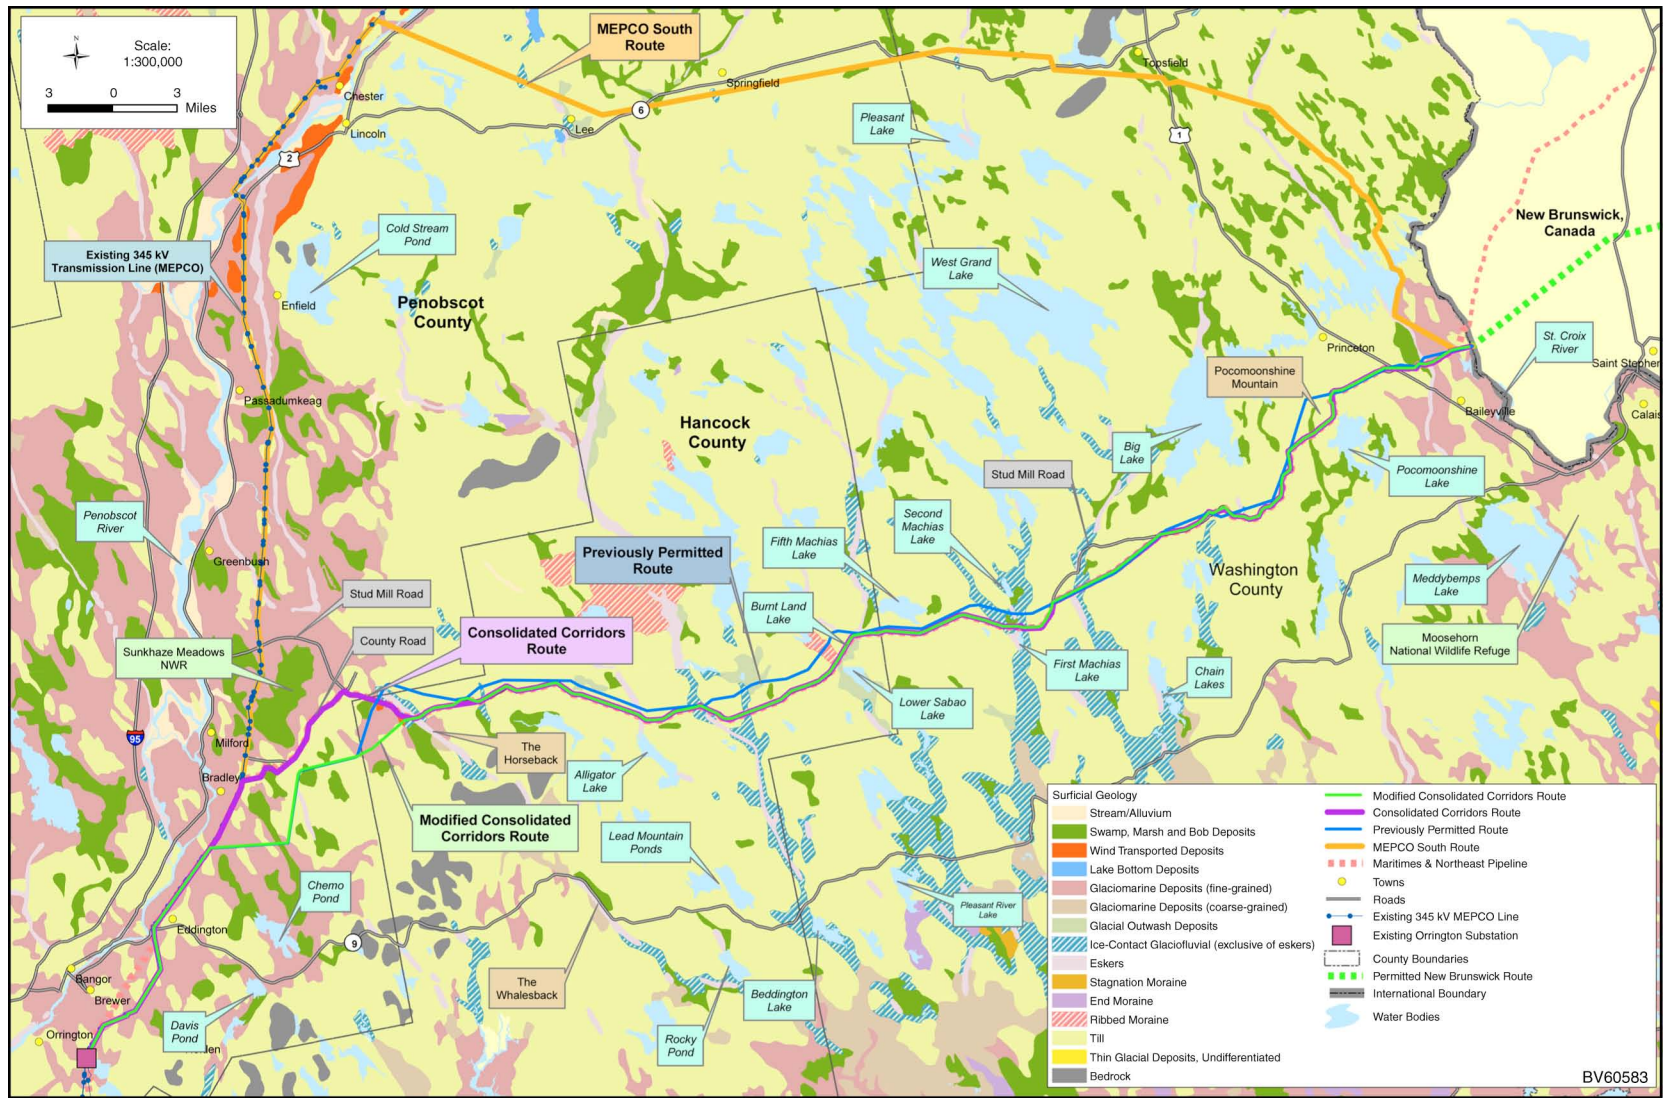 N
Scale:
1:300,000
3 0 3
Miles
MEPCO South
Route
Chester
Lincoln
2
Lee
6
Springfield
Topsfield
Pleasant
Lake
1
New Brunswick,
Canada
Cold Stream
Pond
Existing 345 kV
Transmission Line (MEPCO)
Enfield
Penobscot
County
West Grand
Lake
St. Croix
River
Princeton
Saint Stephen
Pocomoonshine
Mountain
Passadumkeag
Baileyville
Calais
Hancock
County
Big
Lake
Stud Mill Road
Pocomoonshine
Lake
Penobscot
River
Second
Machias
Lake
Fifth Machias
Lake
Previously Permitted
Route
Greenbush
Washington
County
Meddybemps
Lake
Stud Mill Road
Burnt Land
Lake
County Road
Consolidated Corridors
Route
Moosehorn
National Wildlife Refuge
Sunkhaze Meadows
NWR
First Machias
Lake
Chain
Lakes
Lower Sabao
Lake
95
Milford
The
Horseback
Bradley
Alligator
Lake
Modified Consolidated
Corridors Route
Lead Mountain
Ponds
Chemo
Pond
Pleasant River
Lake
Eddington
9
Bangor
Brewer
The
Whalesback
Beddington
Lake
Davis
Pond
Orrington
Rocky
Pond
Surficial Geology
Stream/Alluvium
Swamp, Marsh and Bob Deposits
Wind Transported Deposits
Lake Bottom Deposits
Glaciomarine Deposits (fine-grained)
Glaciomarine Deposits (coarse-grained)
Glacial Outwash Deposits
Ice-Contact Glaciofluvial (exclusive of eskers)
Eskers
Stagnation Moraine
End Moraine
Ribbed Moraine
Till
Thin Glacial Deposits, Undifferentiated
Bedrock
Modified Consolidated Corridors Route
Consolidated Corridors Route
Previously Permitted Route
MEPCO South Route
Maritimes & Northeast Pipeline
Towns
Roads
Existing 345 kV MEPCO Line
Existing Orrington Substation
County Boundaries
Permitted New Brunswick Route
International Boundary
Water Bodies
BV60583